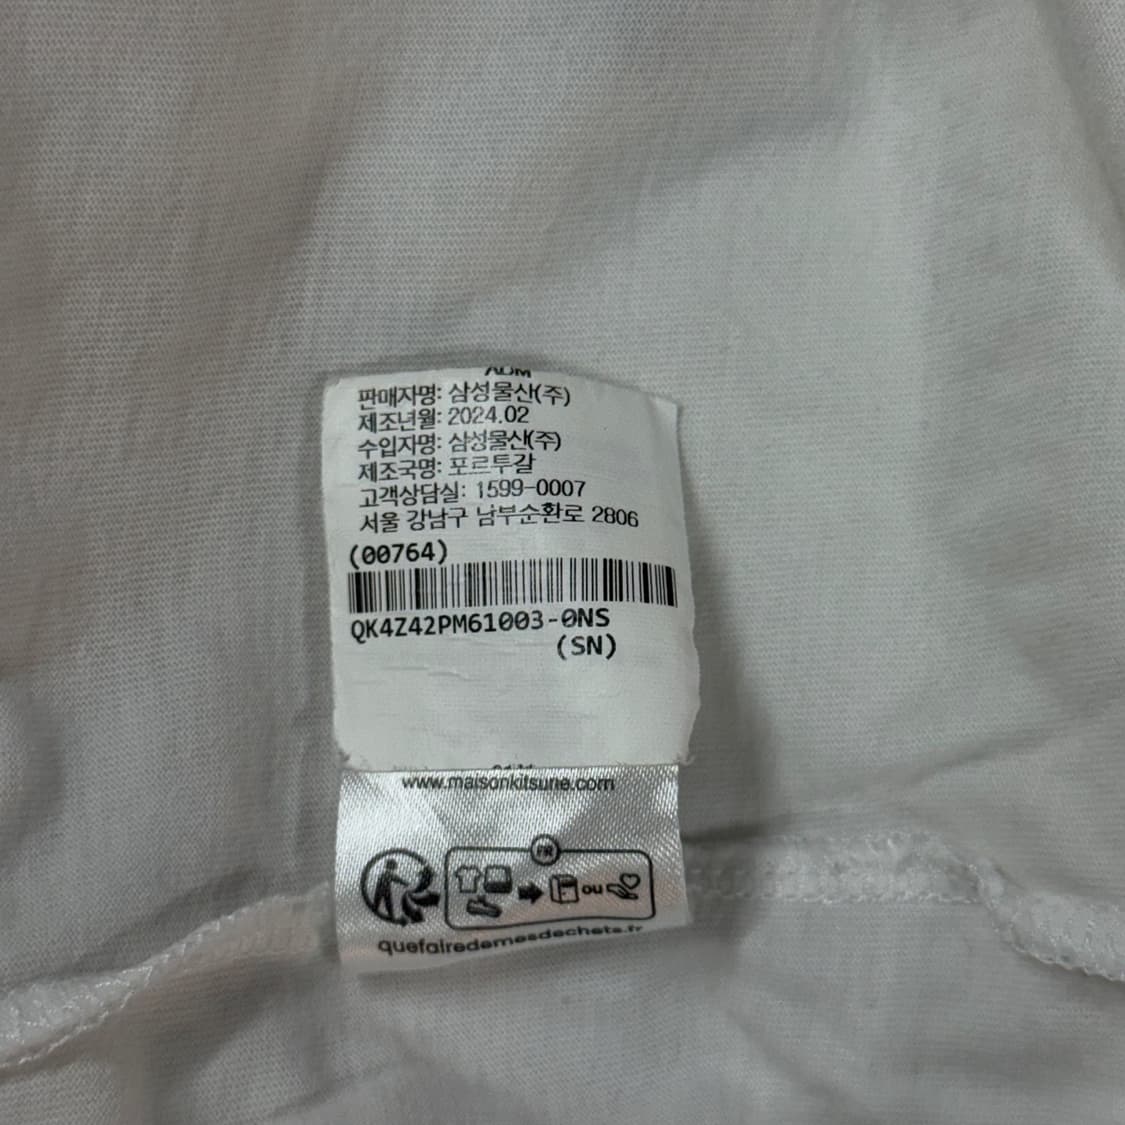 판매자명: 삼성물산(주)
제조년월: 2024.02
수입자명: 삼성물산(주)
제조국명: 포르투갈
고객상담실: 1599-0007
서울 강남구 남부순환로 2806
(00764)
QK4Z42PM61003-0NS
(SN)
www.maisonkitsune.com
FR
ou
quefairedemesdechets.fr